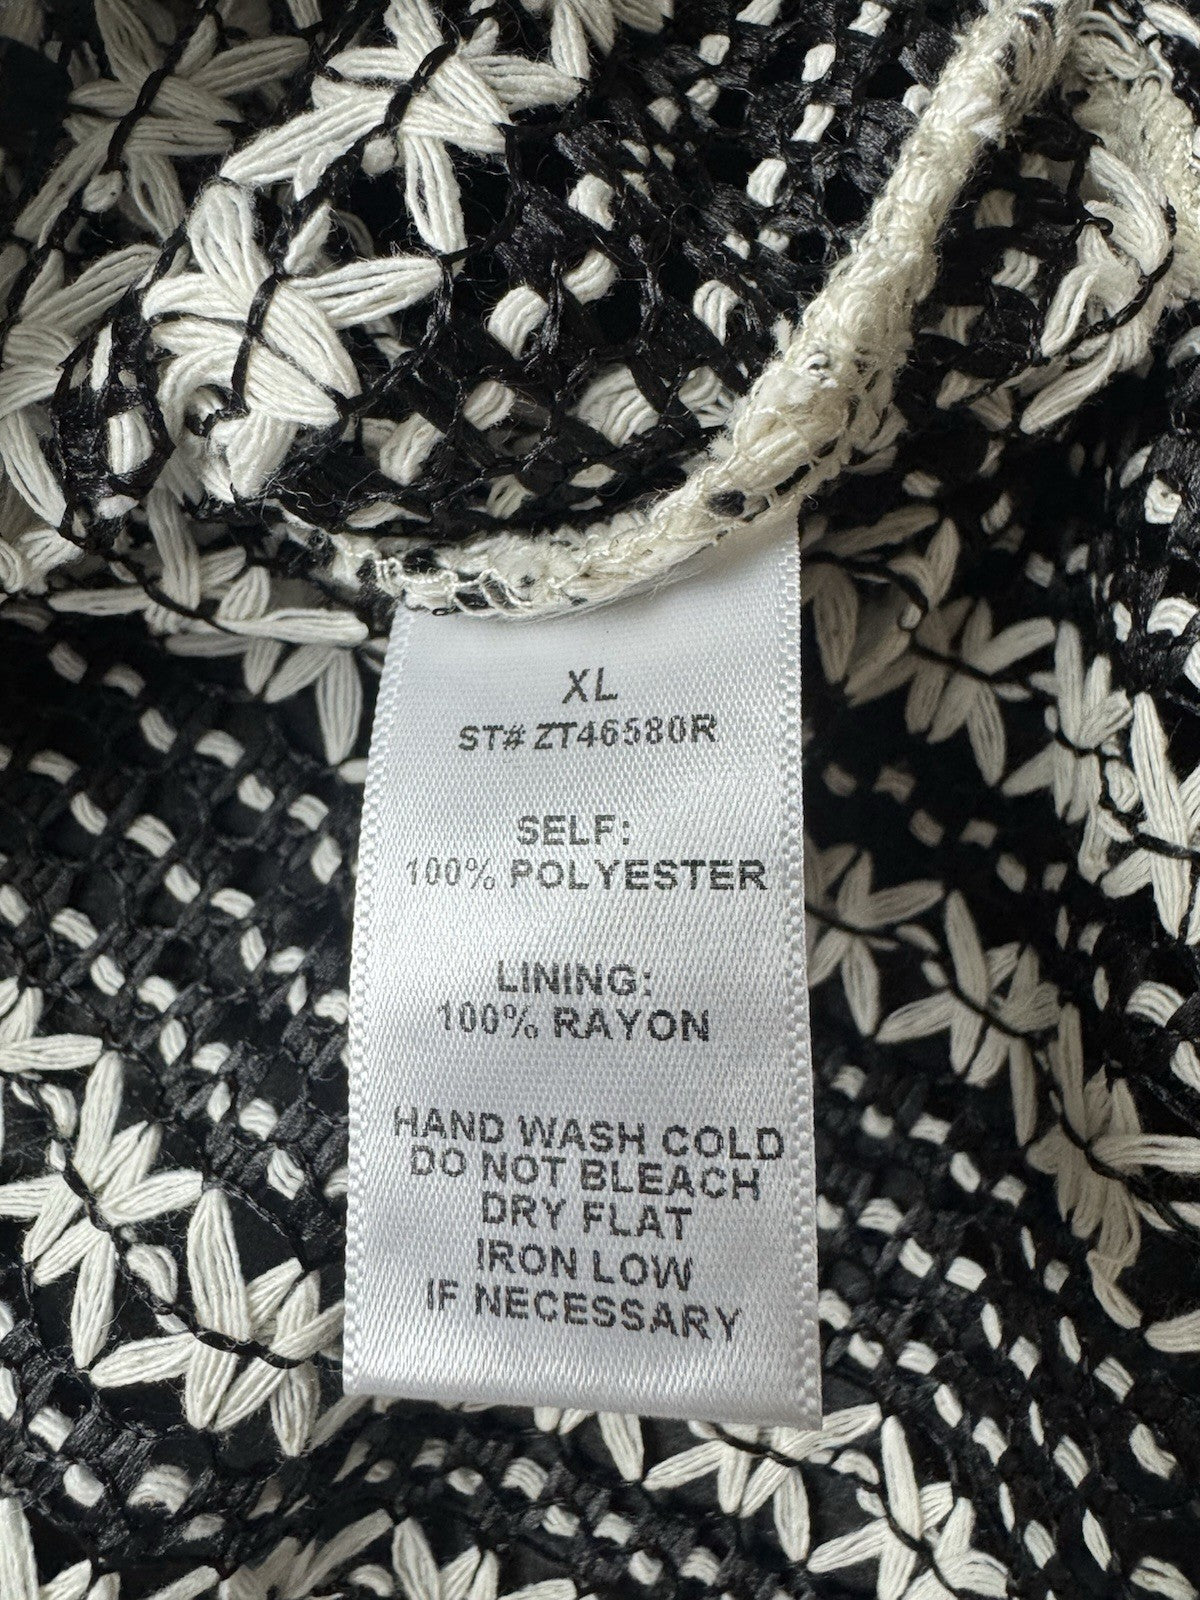 XL
ST# ZT46580R
SELF:
100% POLYESTER
LINING:
100% RAYON
HAND WASH COLD
DO NOT BLEACH
DRY FLAT
IRON LOW
IF NECESSARY